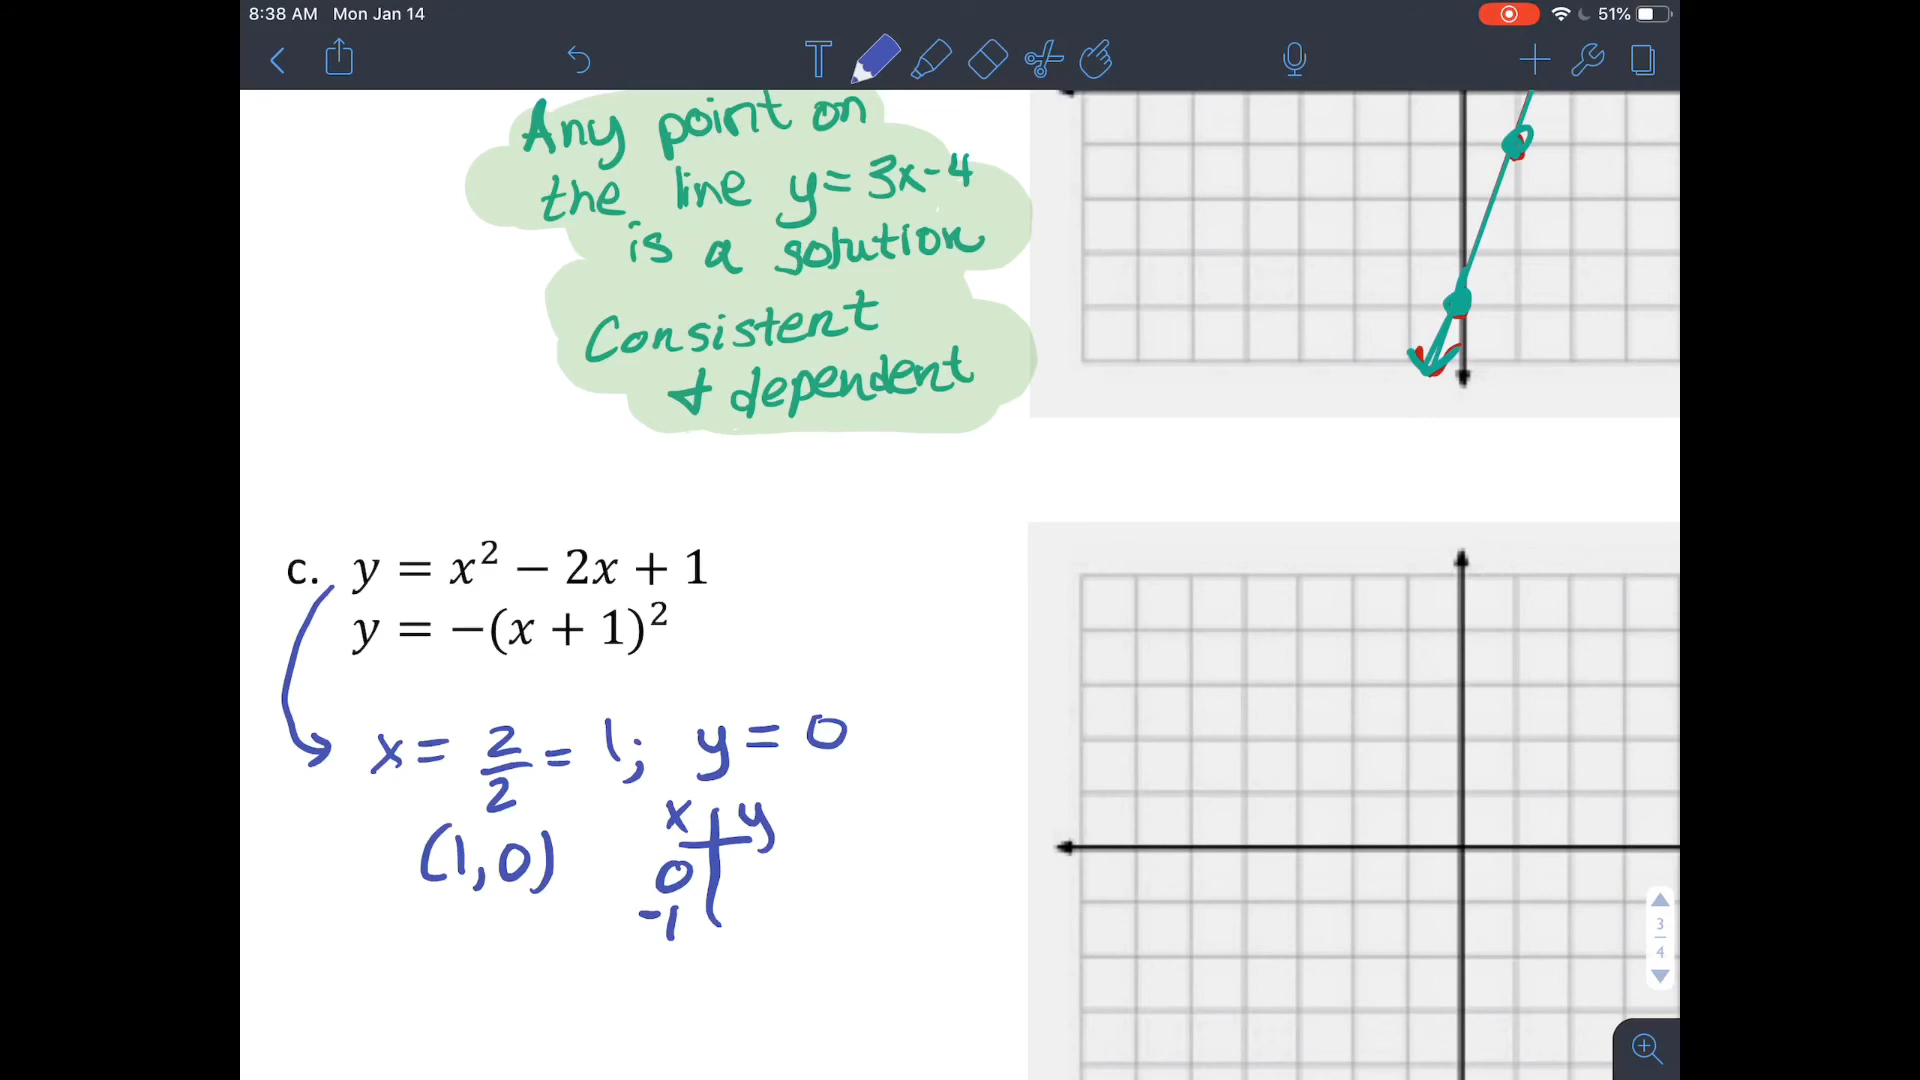 8:38 AM Mon Jan 14
51%
T
Any point on
the line y = 3x - 4
is a solution
Consistent
+ dependent
c. y = x² − 2x + 1
y = −(x + 1)²
x = 2/2 = 1; y = 0
(1,0)
x y
0
-1
3
4